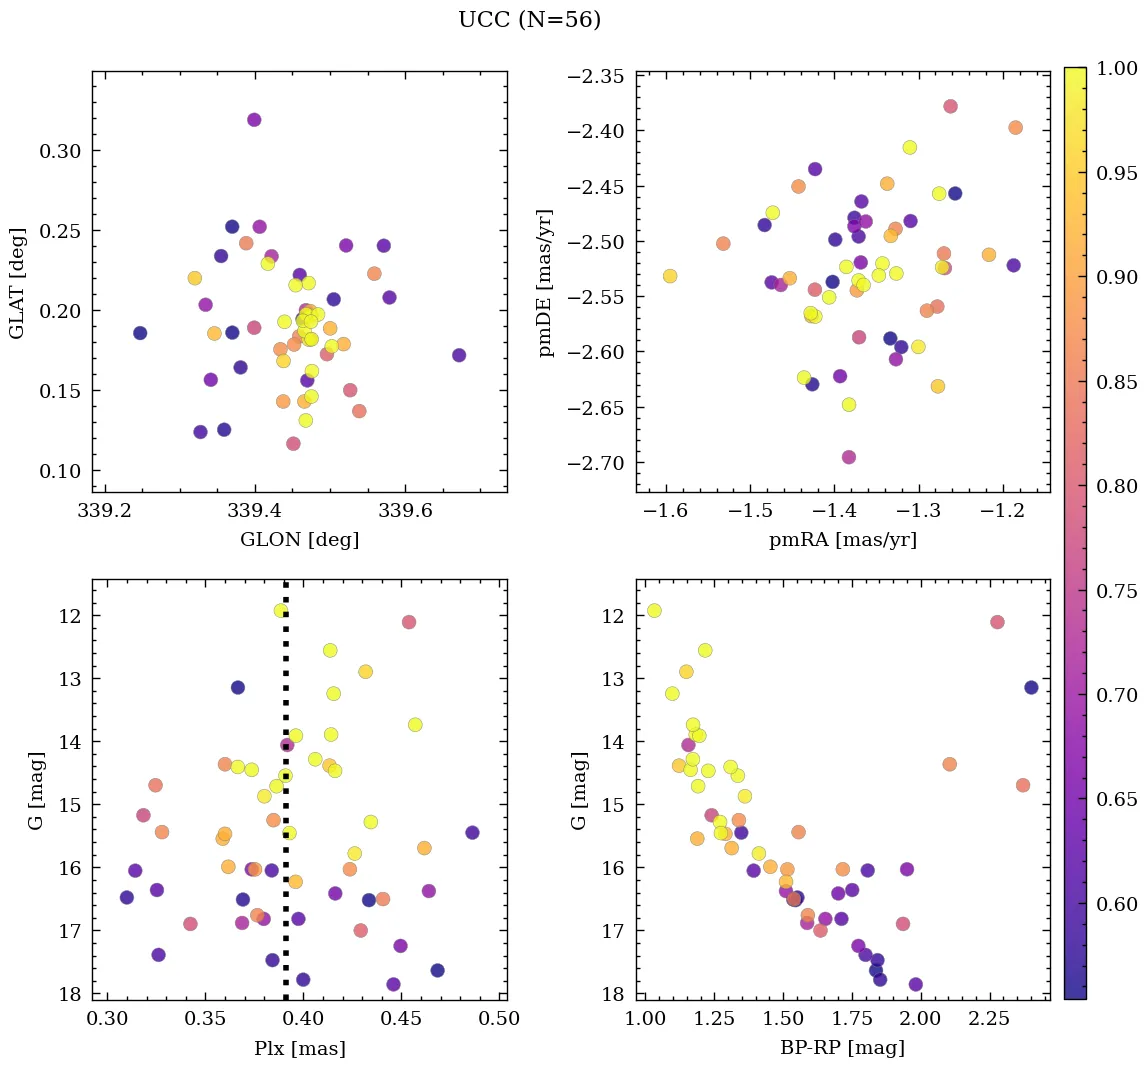 UCC (N=56)
0.30
0.25
0.20
0.15
0.10
GLAT [deg]
339.2 339.4 339.6
GLON [deg]
−2.35
−2.40
−2.45
−2.50
−2.55
−2.60
−2.65
−2.70
pmDE [mas/yr]
−1.6 −1.5 −1.4 −1.3 −1.2
pmRA [mas/yr]
12
13
14
15
16
17
18
G [mag]
0.30 0.35 0.40 0.45 0.50
Plx [mas]
12
13
14
15
16
17
18
G [mag]
1.00 1.25 1.50 1.75 2.00 2.25
BP-RP [mag]
1.00
0.95
0.90
0.85
0.80
0.75
0.70
0.65
0.60